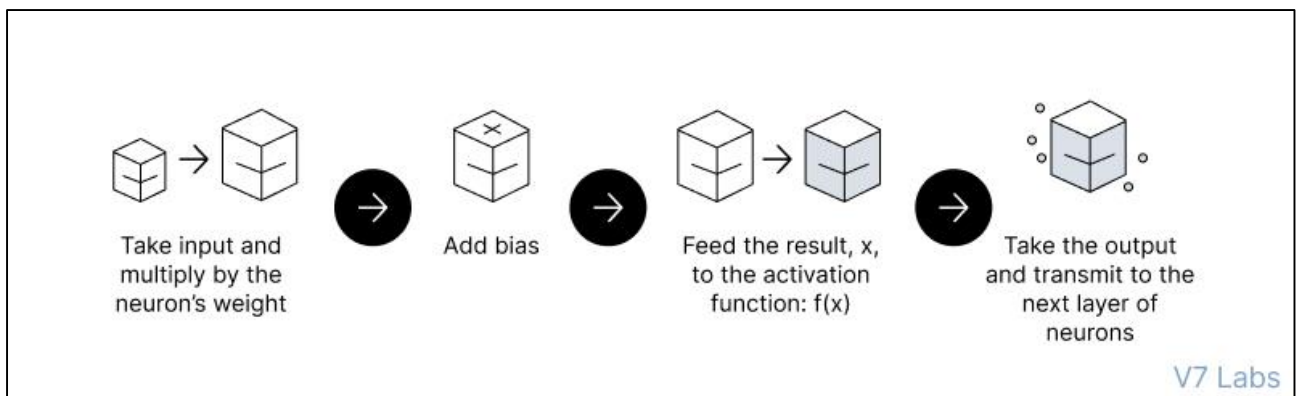 Take input and
multiply by the
neuron's weight
Add bias
Feed the result, x,
to the activation
function: f(x)
Take the output
and transmit to the
next layer of
neurons
V7 Labs